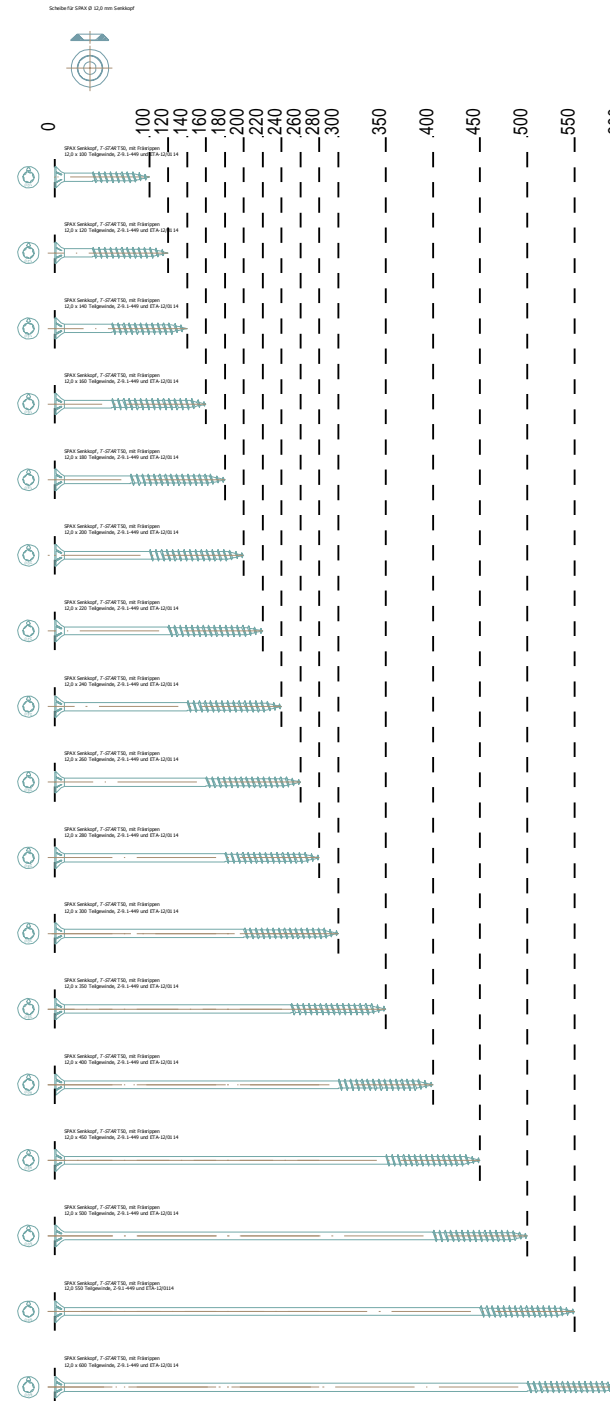 Scheibe für SPAX Ø 12,0 mm Senkkopf
0
100
120
140
160
180
200
220
240
260
280
300
350
400
450
500
550
SPAX Senkkopf, T-STAR T50, mit Fräsrippen
12,0 x 100 Teilgewinde, Z-9.1-449 und ETA-12/0114
SPAX Senkkopf, T-STAR T50, mit Fräsrippen
12,0 x 120 Teilgewinde, Z-9.1-449 und ETA-12/0114
SPAX Senkkopf, T-STAR T50, mit Fräsrippen
12,0 x 140 Teilgewinde, Z-9.1-449 und ETA-12/0114
SPAX Senkkopf, T-STAR T50, mit Fräsrippen
12,0 x 160 Teilgewinde, Z-9.1-449 und ETA-12/0114
SPAX Senkkopf, T-STAR T50, mit Fräsrippen
12,0 x 180 Teilgewinde, Z-9.1-449 und ETA-12/0114
SPAX Senkkopf, T-STAR T50, mit Fräsrippen
12,0 x 200 Teilgewinde, Z-9.1-449 und ETA-12/0114
SPAX Senkkopf, T-STAR T50, mit Fräsrippen
12,0 x 220 Teilgewinde, Z-9.1-449 und ETA-12/0114
SPAX Senkkopf, T-STAR T50, mit Fräsrippen
12,0 x 240 Teilgewinde, Z-9.1-449 und ETA-12/0114
SPAX Senkkopf, T-STAR T50, mit Fräsrippen
12,0 x 260 Teilgewinde, Z-9.1-449 und ETA-12/0114
SPAX Senkkopf, T-STAR T50, mit Fräsrippen
12,0 x 280 Teilgewinde, Z-9.1-449 und ETA-12/0114
SPAX Senkkopf, T-STAR T50, mit Fräsrippen
12,0 x 300 Teilgewinde, Z-9.1-449 und ETA-12/0114
SPAX Senkkopf, T-STAR T50, mit Fräsrippen
12,0 x 350 Teilgewinde, Z-9.1-449 und ETA-12/0114
SPAX Senkkopf, T-STAR T50, mit Fräsrippen
12,0 x 400 Teilgewinde, Z-9.1-449 und ETA-12/0114
SPAX Senkkopf, T-STAR T50, mit Fräsrippen
12,0 x 450 Teilgewinde, Z-9.1-449 und ETA-12/0114
SPAX Senkkopf, T-STAR T50, mit Fräsrippen
12,0 x 500 Teilgewinde, Z-9.1-449 und ETA-12/0114
SPAX Senkkopf, T-STAR T50, mit Fräsrippen
12,0 550 Teilgewinde, Z-9.1-449 und ETA-12/0114
SPAX Senkkopf, T-STAR T50, mit Fräsrippen
12,0 x 600 Teilgewinde, Z-9.1-449 und ETA-12/0114